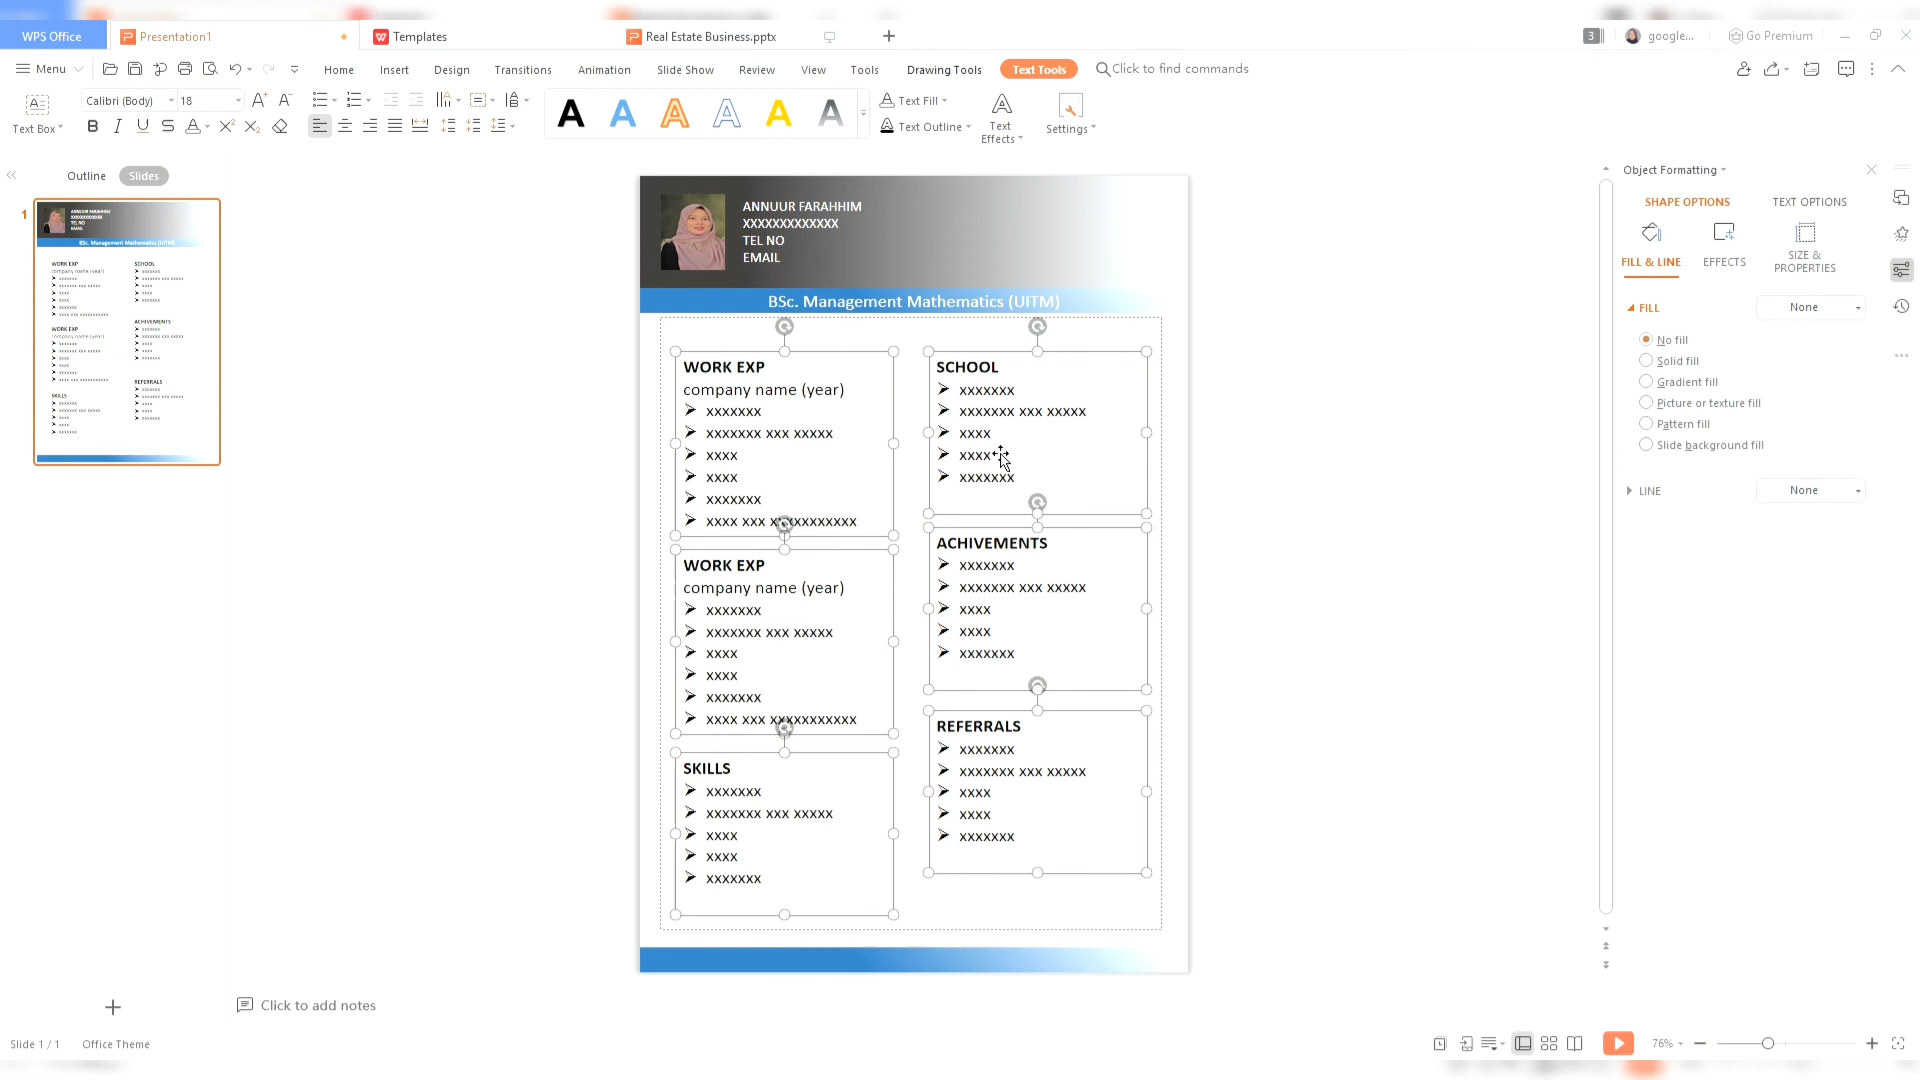 WPS Office
Presentation1
Templates
Real Estate Business.pptx
3
google...
Go Premium
Menu
Home
Insert
Design
Transitions
Animation
Slide Show
Review
View
Tools
Drawing Tools
Text Tools
Click to find commands
Text Box
Calibri (Body)
18
Text Fill
Text Outline
Text Effects
Settings
Outline
Slides
1
ANNUUR FARAHHIM
XXXXXXXXXXXXX
TEL NO
EMAIL
BSc. Management Mathematics (UITM)
WORK EXP
company name (year)
xxxxxxx
xxxxxxx xxx xxxxx
xxxx
xxxx
xxxxxxx
xxxx xxx xxxxxxxxxxx
WORK EXP
company name (year)
xxxxxxx
xxxxxxx xxx xxxxx
xxxx
xxxx
xxxxxxx
xxxx xxx xxxxxxxxxxx
SKILLS
xxxxxxx
xxxxxxx xxx xxxxx
xxxx
xxxx
xxxxxxx
SCHOOL
xxxxxxx
xxxxxxx xxx xxxxx
xxxx
xxxx
xxxxxxx
ACHIVEMENTS
xxxxxxx
xxxxxxx xxx xxxxx
xxxx
xxxx
xxxxxxx
REFERRALS
xxxxxxx
xxxxxxx xxx xxxxx
xxxx
xxxx
xxxxxxx
Object Formatting
SHAPE OPTIONS
TEXT OPTIONS
FILL & LINE
EFFECTS
SIZE & PROPERTIES
FILL
None
No fill
Solid fill
Gradient fill
Picture or texture fill
Pattern fill
Slide background fill
LINE
None
Click to add notes
Slide 1 / 1
Office Theme
76%